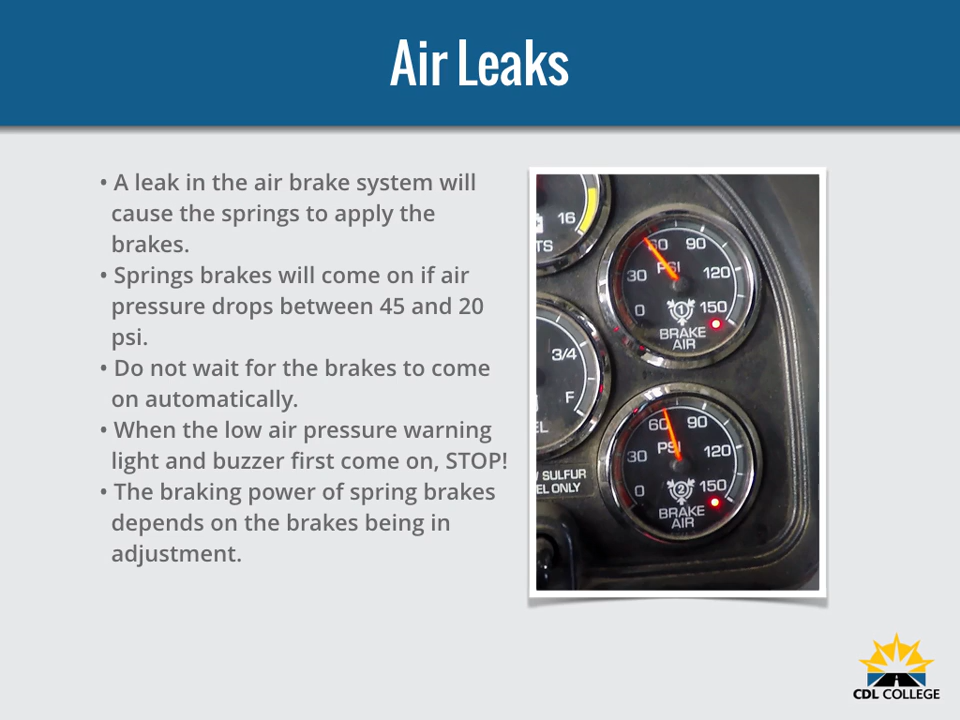 Air Leaks
• A leak in the air brake system will
cause the springs to apply the
brakes.
• Springs brakes will come on if air
pressure drops between 45 and 20
psi.
• Do not wait for the brakes to come
on automatically.
• When the low air pressure warning
light and buzzer first come on, STOP!
• The braking power of spring brakes
depends on the brakes being in
adjustment.
16
TS
0
30
60
90
120
150
PSI
1
BRAKE
AIR
3/4
F
EL
SULFUR
EL ONLY
0
30
60
90
120
150
PSI
2
BRAKE
AIR
CDL COLLEGE